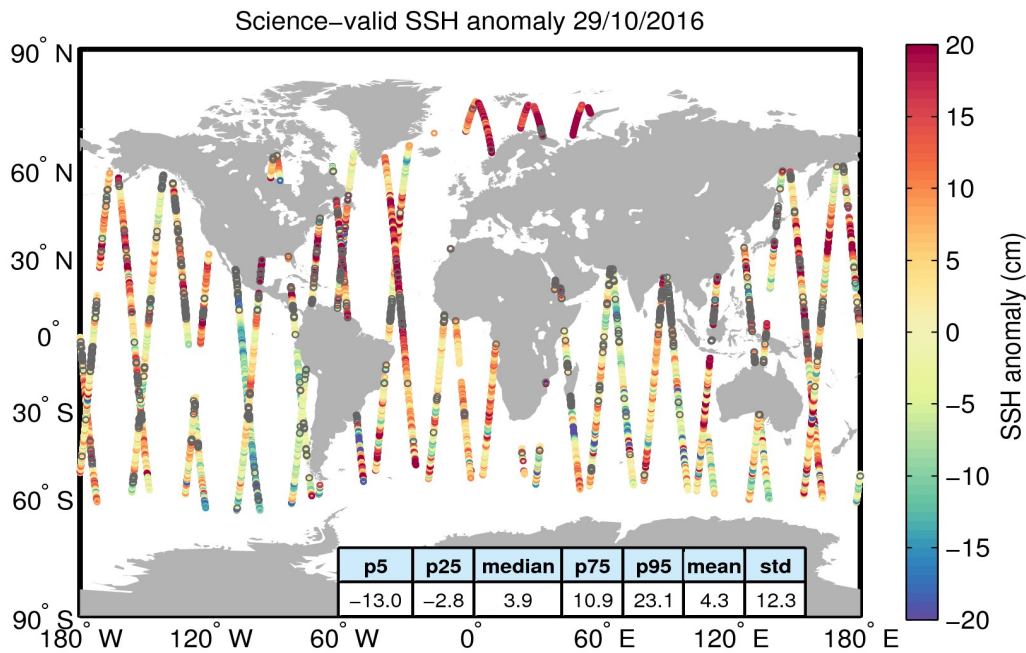 Science−valid SSH anomaly 29/10/2016
90° N
60° N
30° N
0°
30° S
60° S
90° S
180° W
120° W
60° W
0°
60° E
120° E
180° E
p5 p25 median p75 p95 mean std
−13.0 −2.8 3.9 10.9 23.1 4.3 12.3
20
15
10
5
0
−5
−10
−15
−20
SSH anomaly (cm)